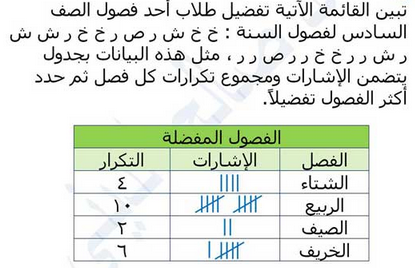 تبين القائمة الآتية تفضيل طلاب أحد فصول الصف
السادس لفصول السنة : خ خ ش ر ص ر خ خ ر ش ش
ر ش ر ر خ خ ر ر ص ر ر ، مثل هذه البيانات بجدول
يتضمن الإشارات ومجموع تكرارات كل فصل ثم حدد
أكثر الفصول تفضيلاً.
الفصول المفضلة
الفصل الإشارات التكرار
الشتاء |||| ٤
الربيع ||||| ||||| ١٠
الصيف || ٢
الخريف ||||| | ٦